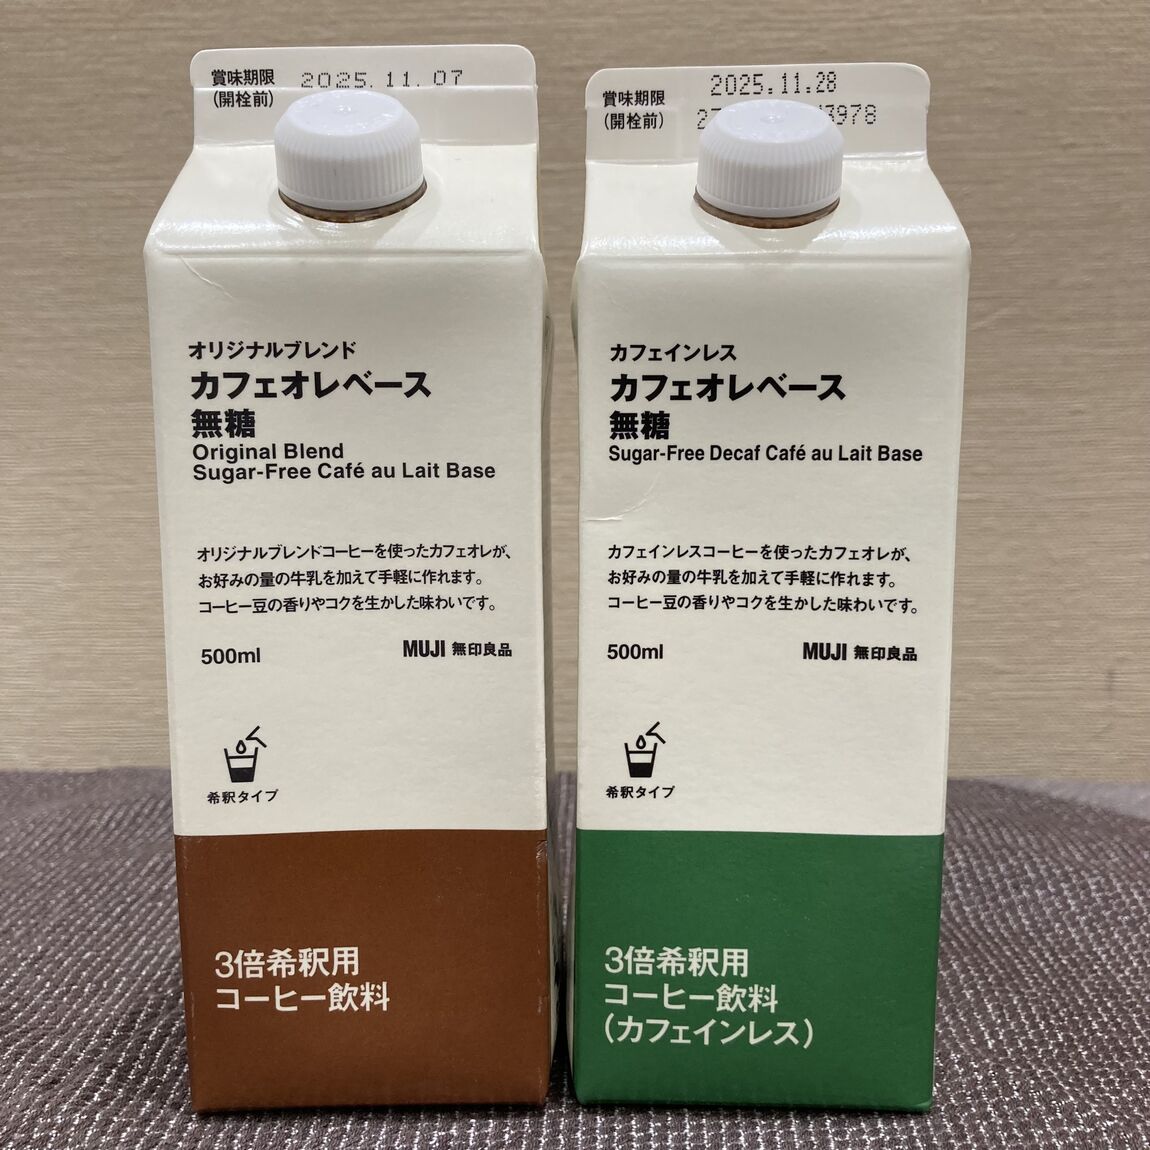 賞味期限
(開栓前)
2025.11.07
オリジナルブレンド
カフェオレベース
無糖
Original Blend
Sugar-Free Café au Lait Base
オリジナルブレンドコーヒーを使ったカフェオレが、
お好みの量の牛乳を加えて手軽に作れます。
コーヒー豆の香りやコクを生かした味わいです。
500ml
MUJI 無印良品
希釈タイプ
3倍希釈用
コーヒー飲料
賞味期限
(開栓前)
2025.11.28
カフェインレス
カフェオレベース
無糖
Sugar-Free Decaf Café au Lait Base
カフェインレスコーヒーを使ったカフェオレが、
お好みの量の牛乳を加えて手軽に作れます。
コーヒー豆の香りやコクを生かした味わいです。
500ml
MUJI 無印良品
希釈タイプ
3倍希釈用
コーヒー飲料
(カフェインレス)